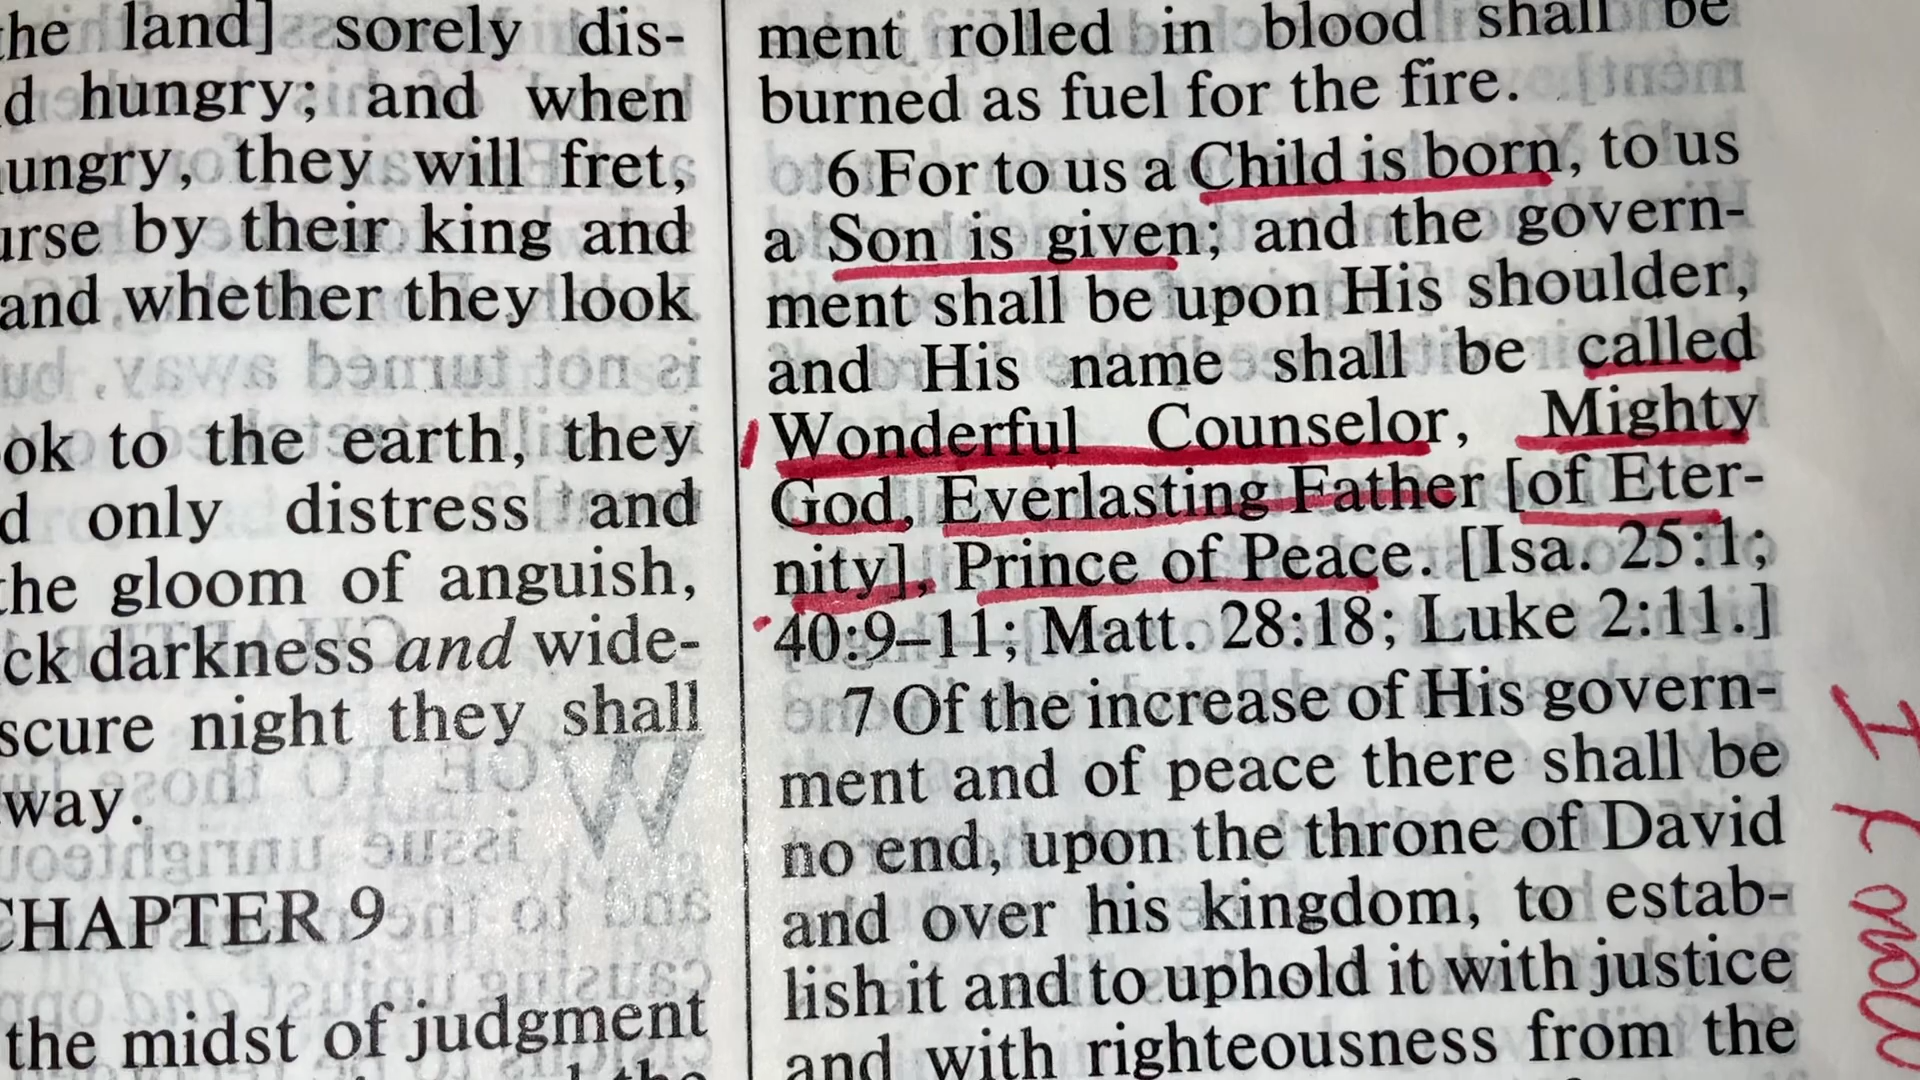 the land] sorely dis-
hungry; and when
they will fret,
by their king and
and whether they look
to the earth, they
only distress and
the gloom of anguish,
darkness and wide-
night they shall
CHAPTER 9
the midst of judgment
ment rolled in blood shall be
burned as fuel for the fire.
6 For to us a Child is born, to us
a Son is given; and the govern-
ment shall be upon His shoulder,
and His name shall be called
Wonderful Counselor, Mighty
God, Everlasting Father [of Eter-
nity], Prince of Peace. [Isa. 25:1;
40:9–11; Matt. 28:18; Luke 2:11.]
7 Of the increase of His govern-
ment and of peace there shall be
no end, upon the throne of David
and over his kingdom, to estab-
lish it and to uphold it with justice
and with righteousness from the
I